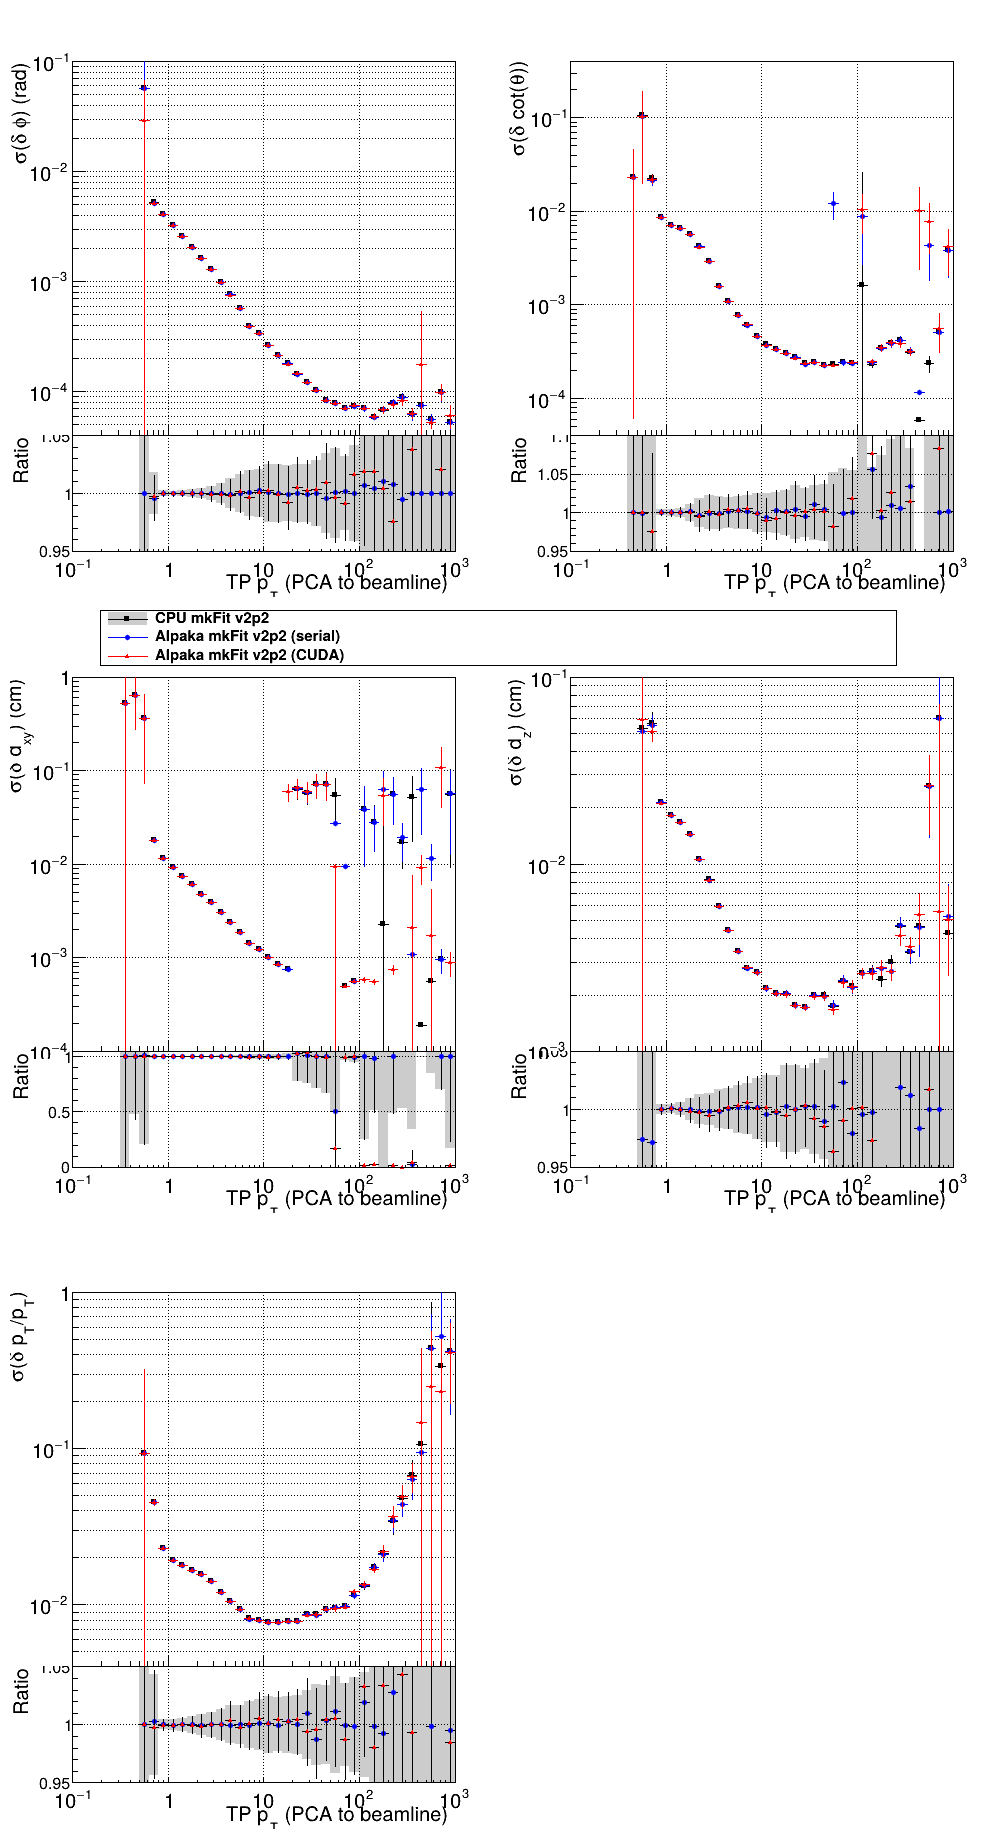 σ(δ φ) (rad)
10⁻¹
10⁻²
10⁻³
10⁻⁴
Ratio
1.05
1
0.95
10⁻¹ 1 10 10² 10³
TP p_T (PCA to beamline)
σ(δ cot(θ))
10⁻¹
10⁻²
10⁻³
10⁻⁴
Ratio
1.1
1.05
1
0.95
10⁻¹ 1 10 10² 10³
TP p_T (PCA to beamline)
CPU mkFit v2p2
Alpaka mkFit v2p2 (serial)
Alpaka mkFit v2p2 (CUDA)
σ(δ d_xy) (cm)
1
10⁻¹
10⁻²
10⁻³
10⁻⁴
Ratio
1
0.5
0
10⁻¹ 1 10 10² 10³
TP p_T (PCA to beamline)
σ(δ d_z) (cm)
10⁻¹
10⁻²
10⁻³
Ratio
1
0.95
10⁻¹ 1 10 10² 10³
TP p_T (PCA to beamline)
σ(δ p_T/p_T)
1
10⁻¹
10⁻²
Ratio
1.05
1
0.95
10⁻¹ 1 10 10² 10³
TP p_T (PCA to beamline)